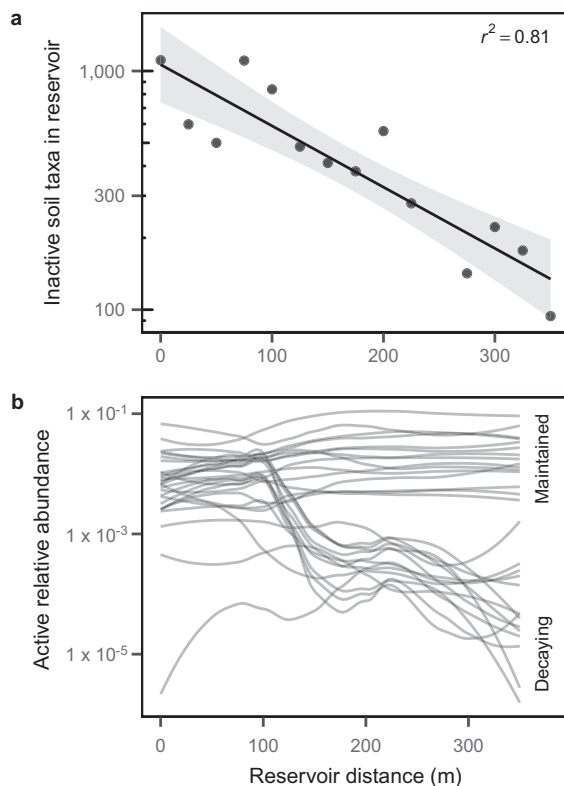 a
r² = 0.81
Inactive soil taxa in reservoir
1,000
300
100
0 100 200 300
b
Active relative abundance
1 x 10⁻¹
1 x 10⁻³
1 x 10⁻⁵
Maintained
Decaying
0 100 200 300
Reservoir distance (m)